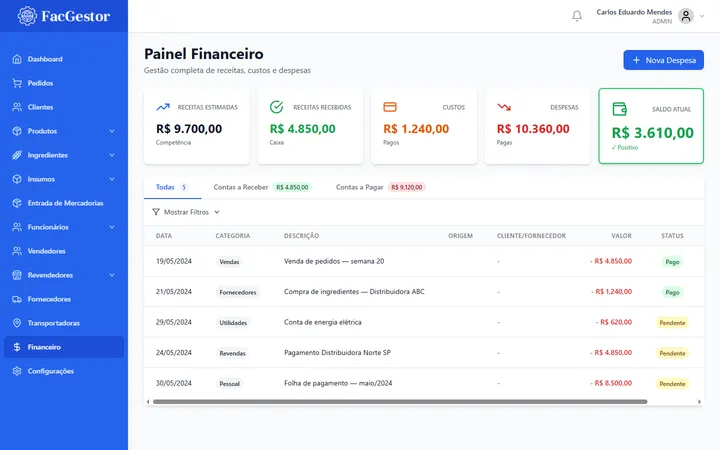 FacGestor
Carlos Eduardo Mendes
ADMIN
Dashboard
Pedidos
Clientes
Produtos
Ingredientes
Insumos
Entrada de Mercadorias
Funcionários
Vendedores
Revendedores
Fornecedores
Transportadoras
Financeiro
Configurações
Painel Financeiro
Gestão completa de receitas, custos e despesas
Nova Despesa
RECEITAS ESTIMADAS
R$ 9.700,00
Competência
RECEITAS RECEBIDAS
R$ 4.850,00
Caixa
CUSTOS
R$ 1.240,00
Pagos
DESPESAS
R$ 10.360,00
Pagas
SALDO ATUAL
R$ 3.610,00
✓ Positivo
Todas 5 Contas a Receber R$ 4.850,00 Contas a Pagar R$ 9.120,00
Mostrar Filtros
DATA CATEGORIA DESCRIÇÃO ORIGEM CLIENTE/FORNECEDOR VALOR STATUS
19/05/2024 Vendas Venda de pedidos — semana 20 - - R$ 4.850,00 Pago
21/05/2024 Fornecedores Compra de ingredientes — Distribuidora ABC - - R$ 1.240,00 Pago
29/05/2024 Utilidades Conta de energia elétrica - - R$ 620,00 Pendente
24/05/2024 Revendas Pagamento Distribuidora Norte SP - - R$ 4.850,00 Pendente
30/05/2024 Pessoal Folha de pagamento — maio/2024 - - R$ 8.500,00 Pendente